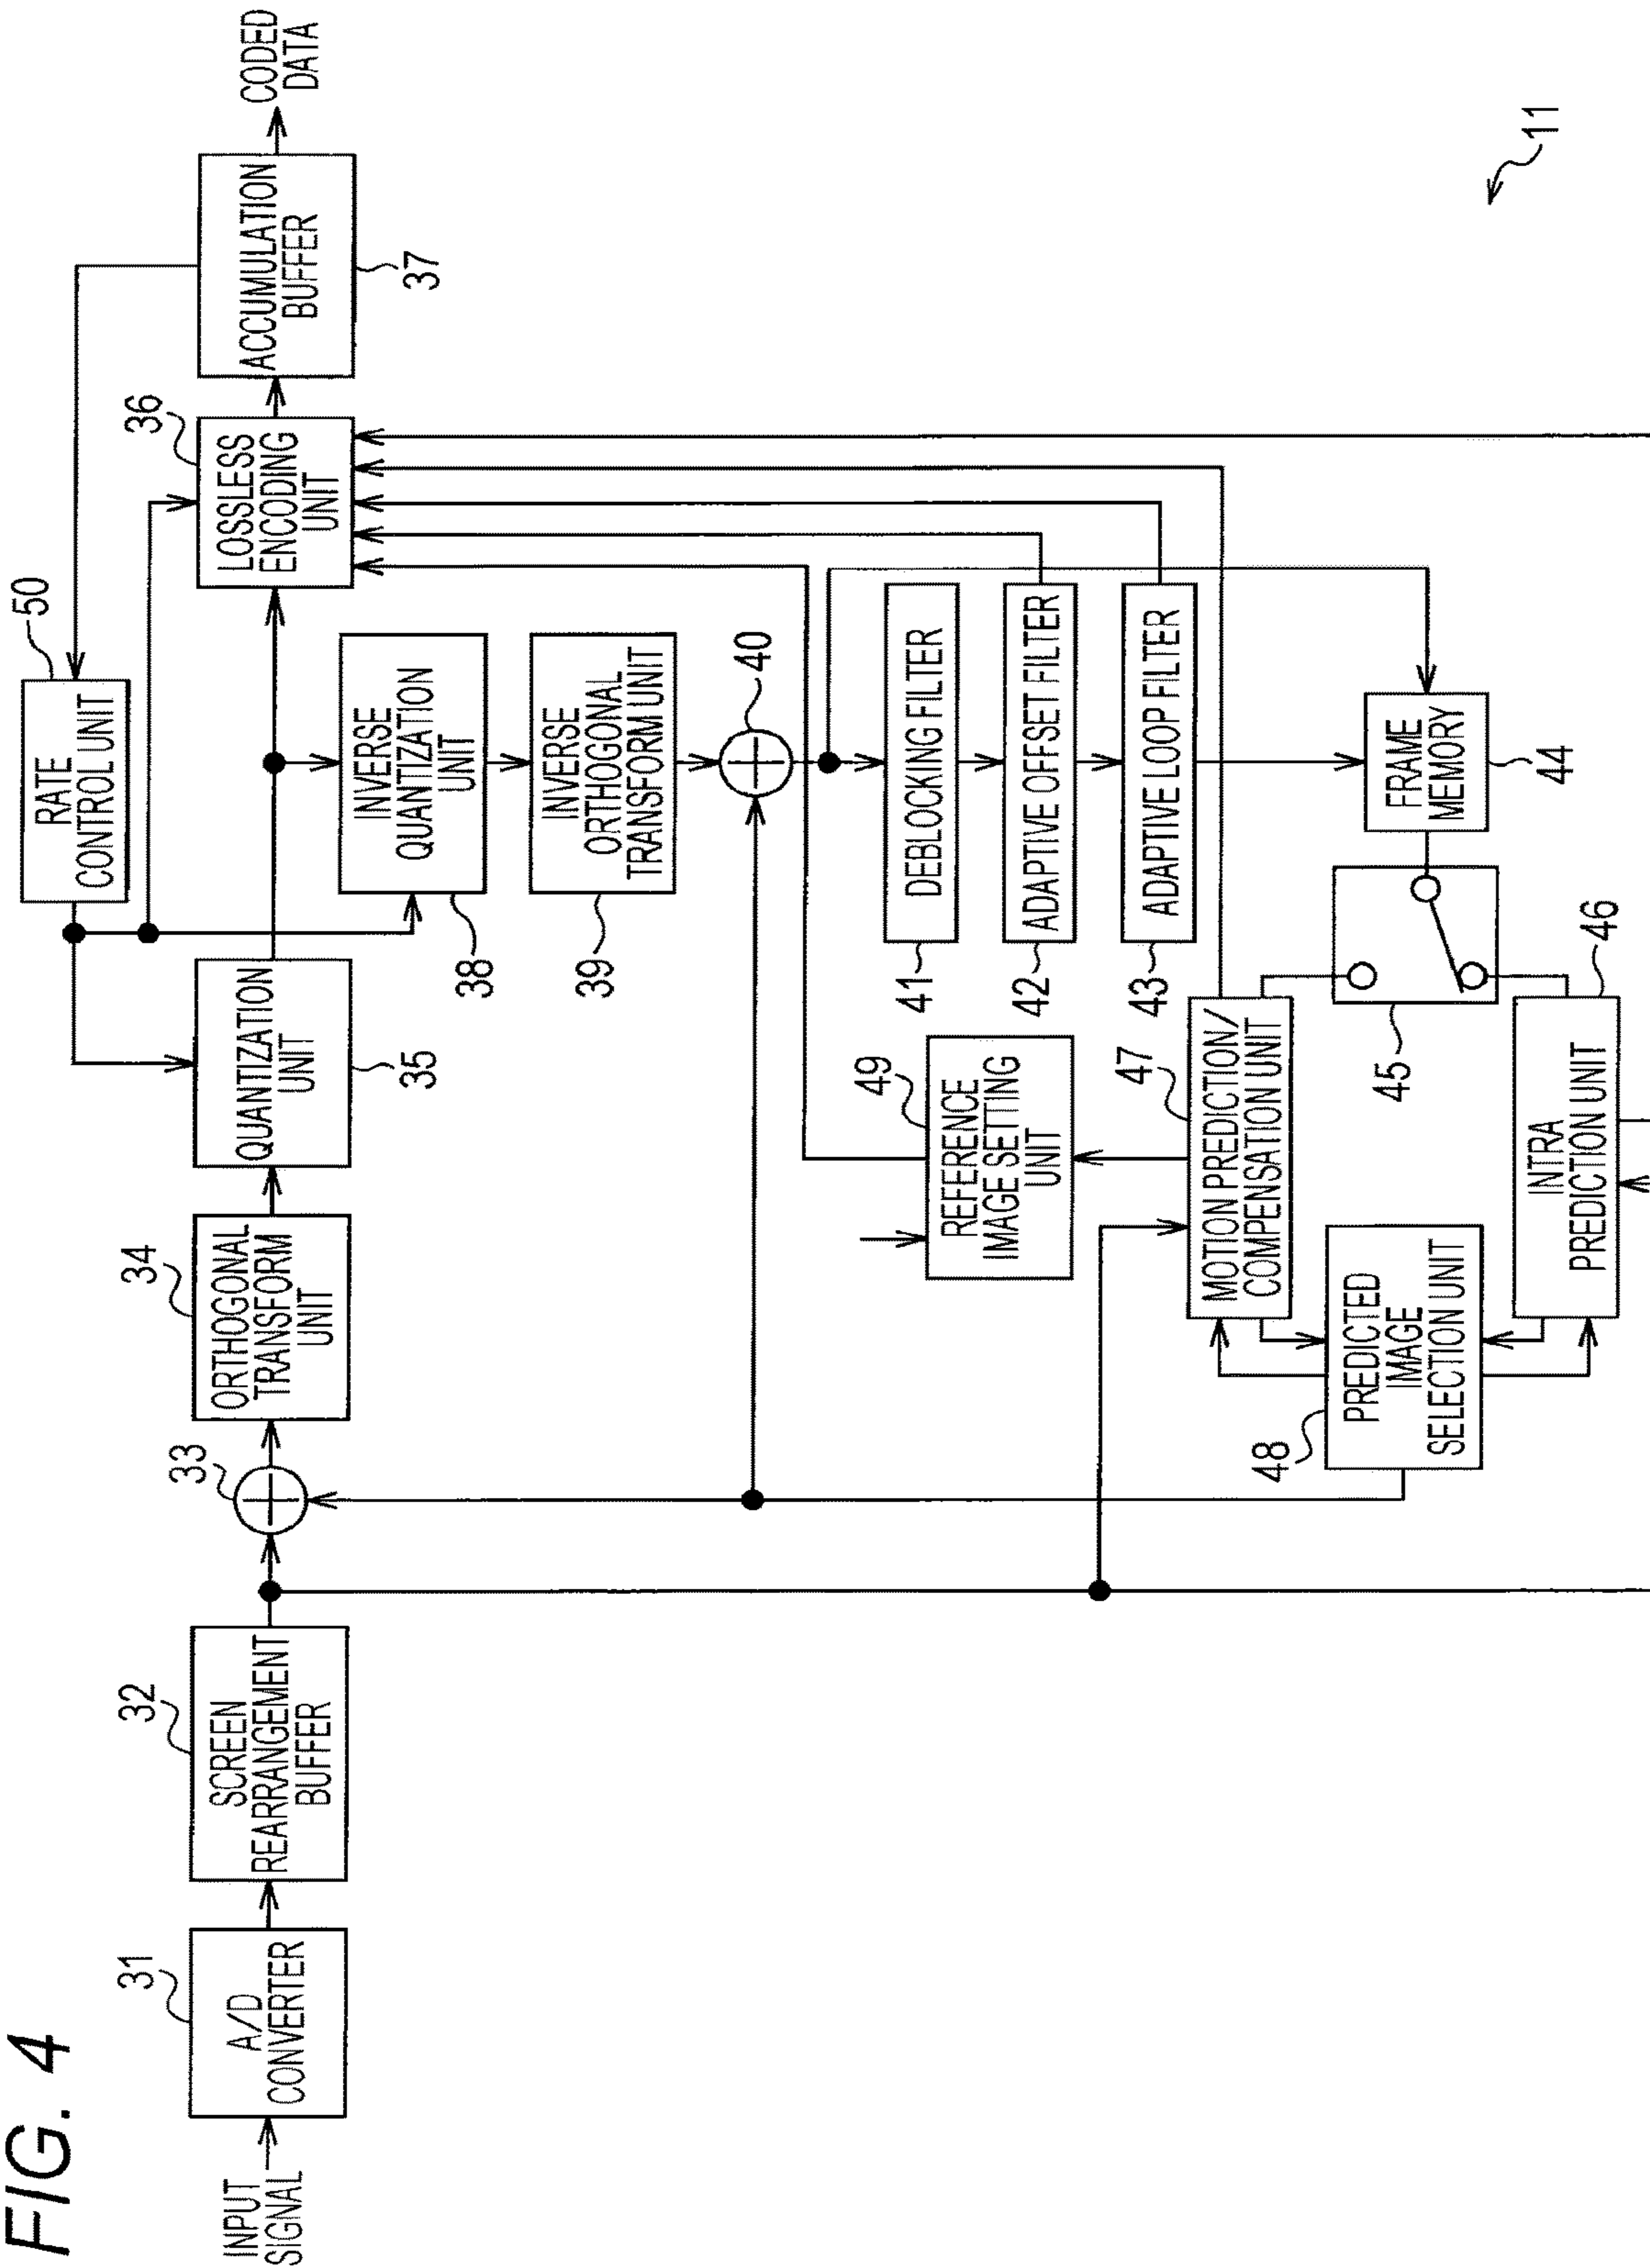 FIG. 4
INPUT
SIGNAL
31
A/D
CONVERTER
32
SCREEN
REARRANGEMENT
BUFFER
33
34
ORTHOGONAL
TRANSFORM
UNIT
QUANTIZATION
UNIT
35
50
RATE
CONTROL UNIT
36
LOSSLESS
ENCODING
UNIT
ACCUMULATION
BUFFER
37
CODED
DATA
INVERSE
QUANTIZATION
UNIT
38
INVERSE
ORTHOGONAL
TRANSFORM UNIT
39
40
DEBLOCKING FILTER
41
ADAPTIVE OFFSET FILTER
42
ADAPTIVE LOOP FILTER
43
49
REFERENCE
IMAGE SETTING
UNIT
47
MOTION PREDICTION/
COMPENSATION UNIT
FRAME
MEMORY
44
45
46
INTRA
PREDICTION UNIT
48
PREDICTED
IMAGE
SELECTION UNIT
11